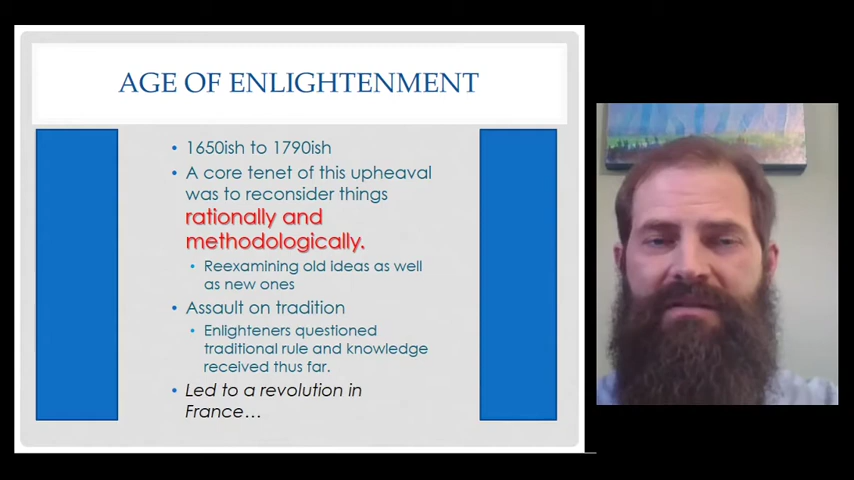 AGE OF ENLIGHTENMENT
• 1650ish to 1790ish
• A core tenet of this upheaval
was to reconsider things
rationally and
methodologically.
• Reexamining old ideas as well
as new ones
• Assault on tradition
• Enlighteners questioned
traditional rule and knowledge
received thus far.
• Led to a revolution in
France…